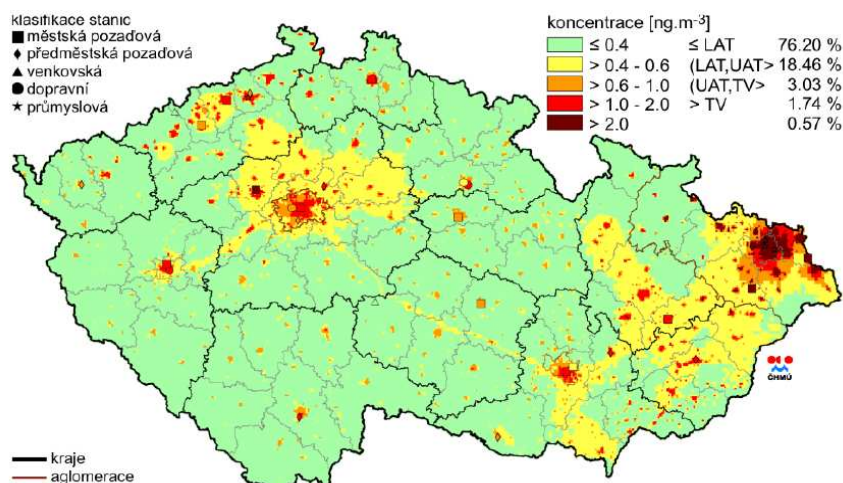 klasifikace stanic
městská pozaďová
předměstská pozaďová
venkovská
dopravní
průmyslová
koncentrace [ng.m-3]
≤ 0.4 ≤ LAT 76.20 %
> 0.4 - 0.6 (LAT,UAT> 18.46 %
> 0.6 - 1.0 (UAT,TV> 3.03 %
> 1.0 - 2.0 > TV 1.74 %
> 2.0 0.57 %
ČHMÚ
kraje
aglomerace